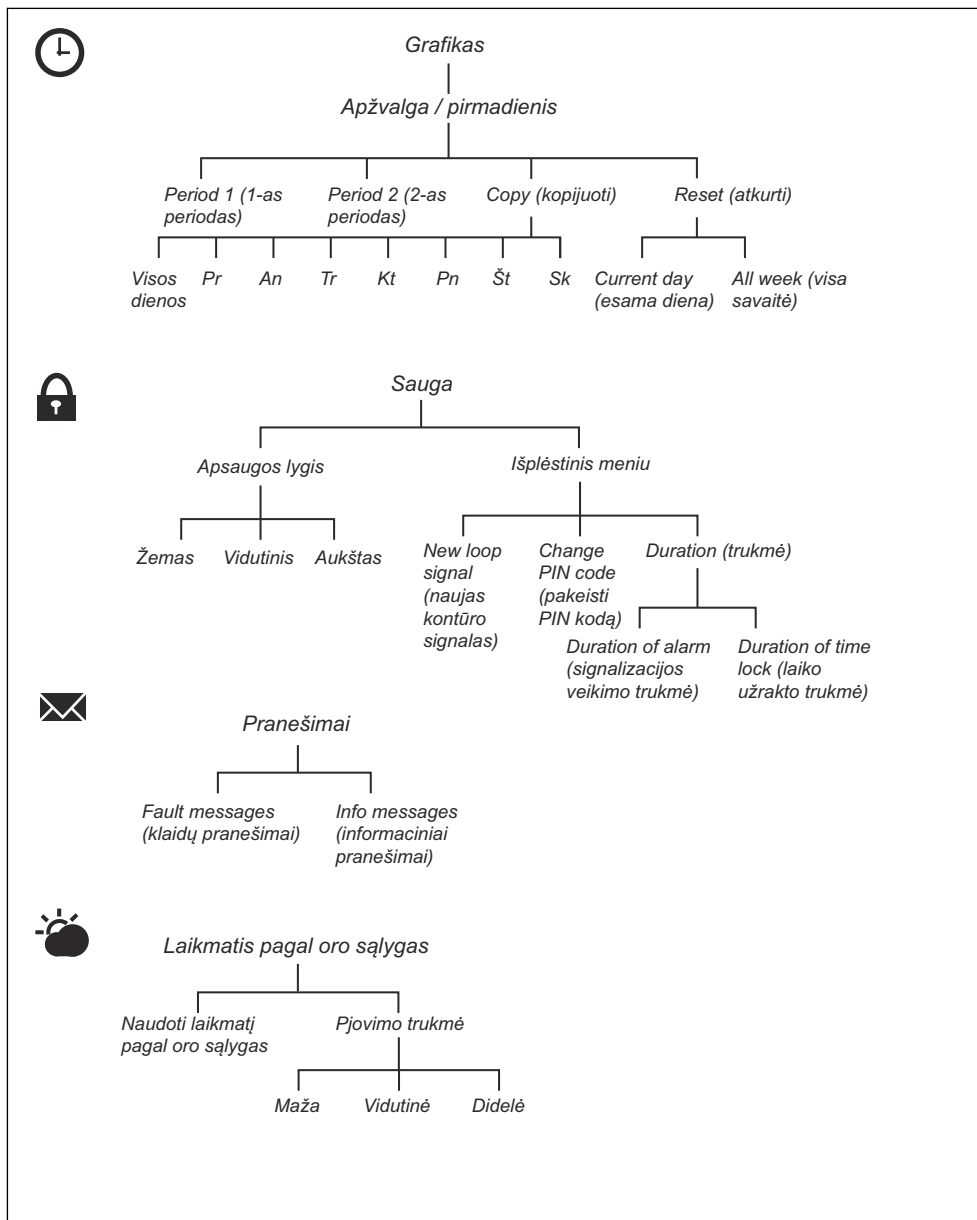 Grafikas
Apžvalga / pirmadienis
Period 1 (1-as
periodas)
Period 2 (2-as
periodas)
Copy (kopijuoti)
Reset (atkurti)
Visos
dienos
Pr
An
Tr
Kt
Pn
Št
Sk
Current day
(esama diena)
All week (visa
savaitė)
Sauga
Apsaugos lygis
Išplėstinis meniu
Žemas
Vidutinis
Aukštas
New loop
signal
(naujas
kontūro
signalas)
Change
PIN code
(pakeisti
PIN kodą)
Duration (trukmė)
Duration of alarm
(signalizacijos
veikimo trukmė)
Duration of time
lock (laiko
užrakto trukmė)
Pranešimai
Fault messages
(klaidų pranešimai)
Info messages
(informaciniai
pranešimai)
Laikmatis pagal oro sąlygas
Naudoti laikmatį
pagal oro sąlygas
Pjovimo trukmė
Maža
Vidutinė
Didelė